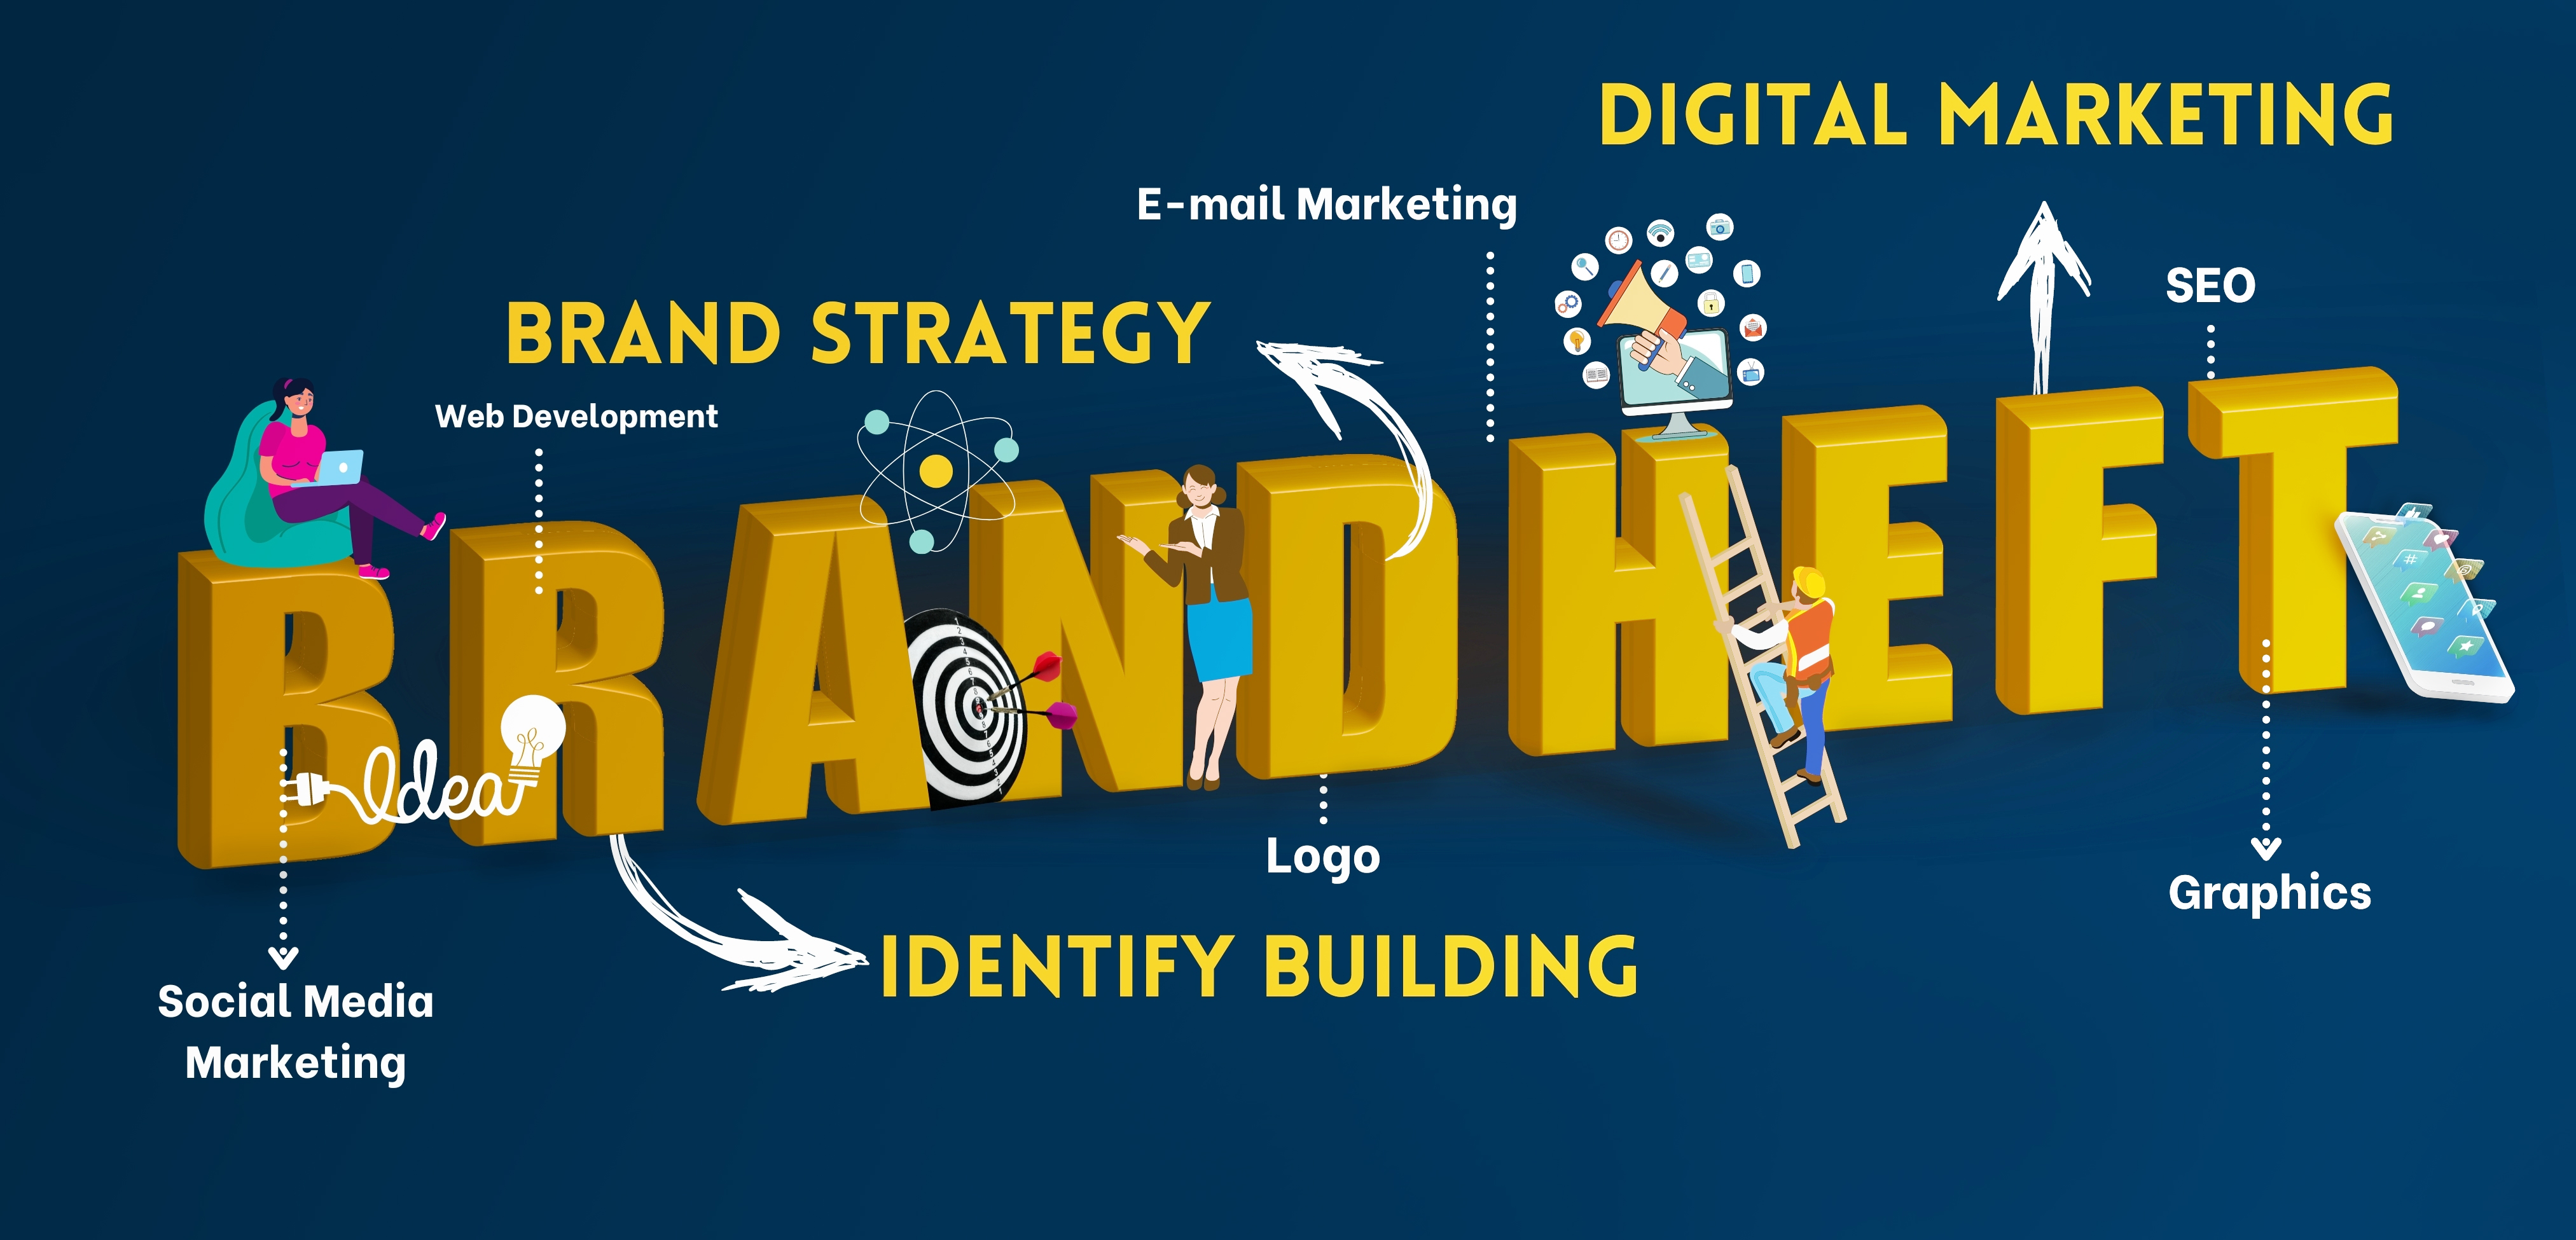 DIGITAL MARKETING
E-mail Marketing
SEO
BRAND STRATEGY
Web Development
BRANDHEFT
Idea
Logo
Graphics
IDENTIFY BUILDING
Social Media
Marketing